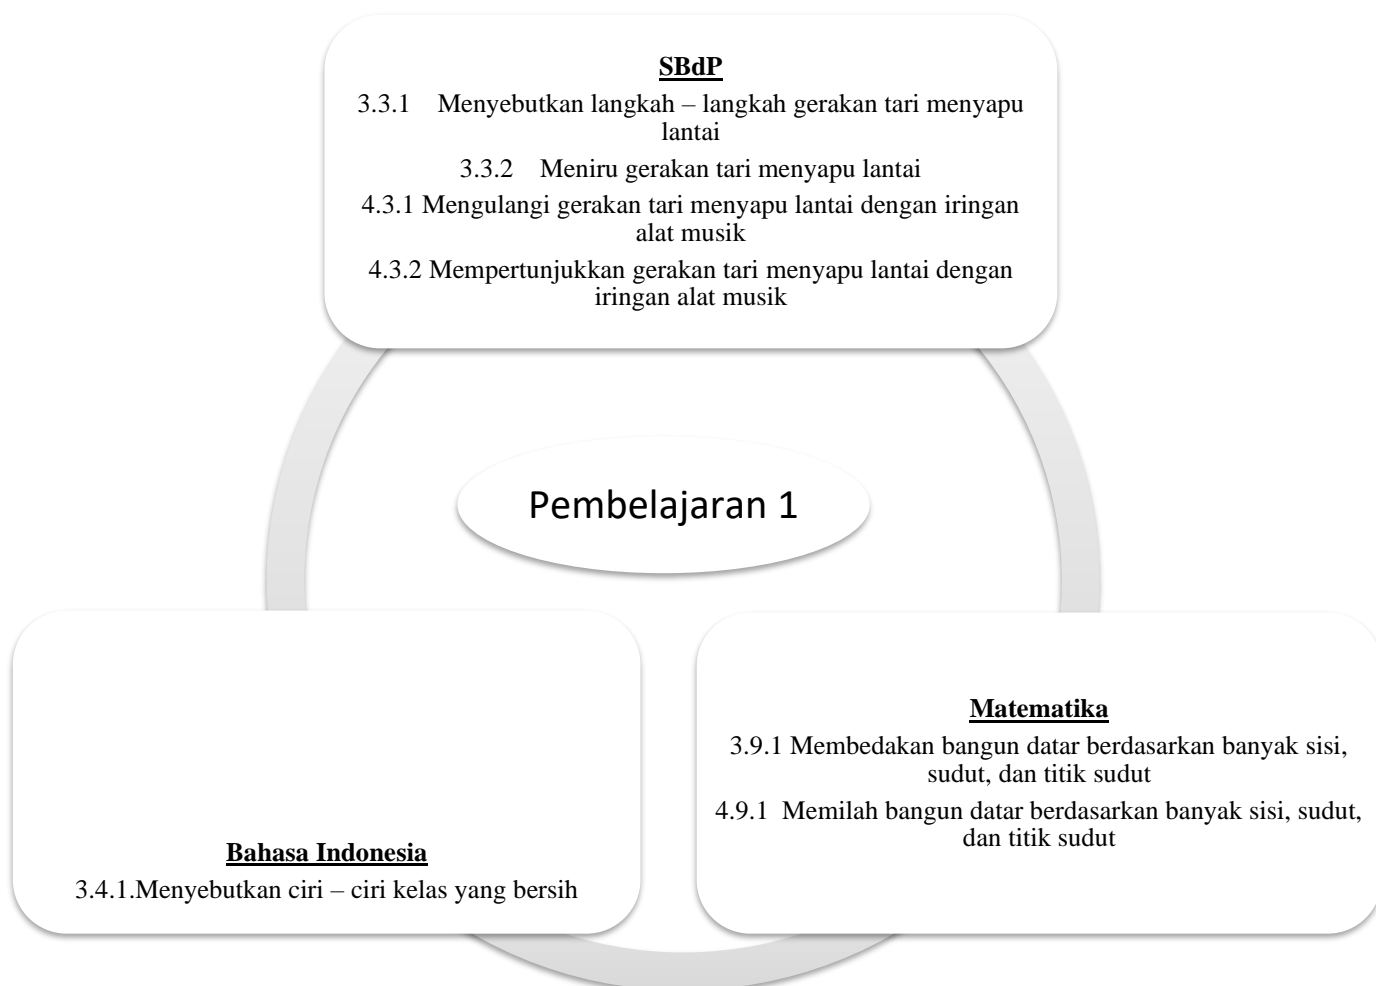 SBdP
3.3.1 Menyebutkan langkah – langkah gerakan tari menyapu
lantai
3.3.2 Meniru gerakan tari menyapu lantai
4.3.1 Mengulangi gerakan tari menyapu lantai dengan iringan
alat musik
4.3.2 Mempertunjukkan gerakan tari menyapu lantai dengan
iringan alat musik
Pembelajaran 1
Bahasa Indonesia
3.4.1.Menyebutkan ciri – ciri kelas yang bersih
Matematika
3.9.1 Membedakan bangun datar berdasarkan banyak sisi,
sudut, dan titik sudut
4.9.1 Memilah bangun datar berdasarkan banyak sisi, sudut,
dan titik sudut